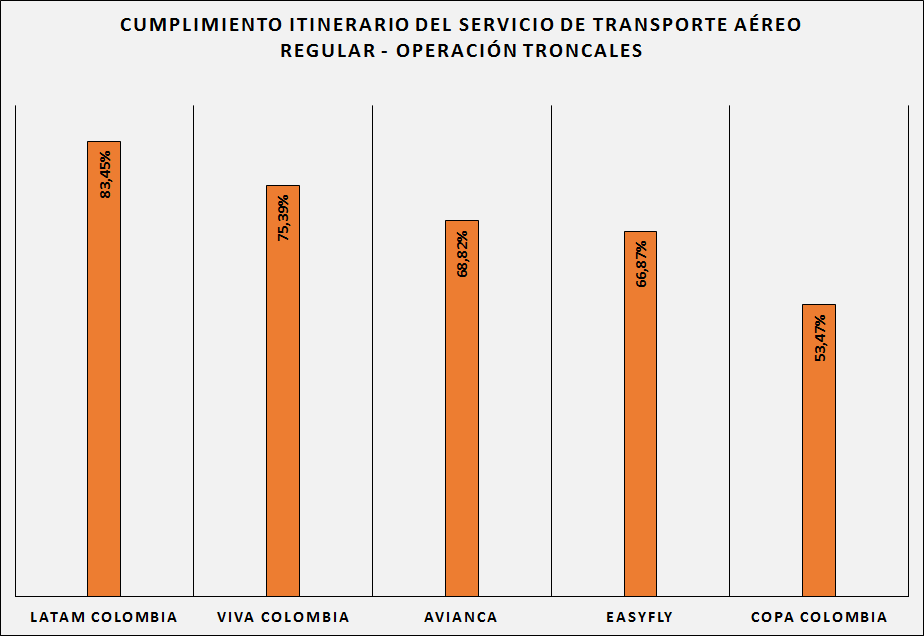 CUMPLIMIENTO ITINERARIO DEL SERVICIO DE TRANSPORTE AÉREO
REGULAR - OPERACIÓN TRONCALES
83,45%
75,39%
68,82%
66,87%
53,47%
LATAM COLOMBIA
VIVA COLOMBIA
AVIANCA
EASYFLY
COPA COLOMBIA